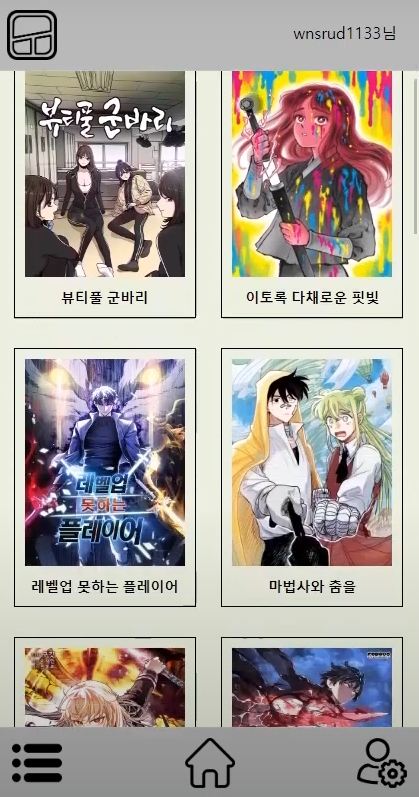 wnsrud1133님
뷰티풀 군바리
뷰티풀 군바리
이토록 다채로운 핏빛
레벨업
못하는
플레이어
레벨업 못하는 플레이어
마법사와 춤을